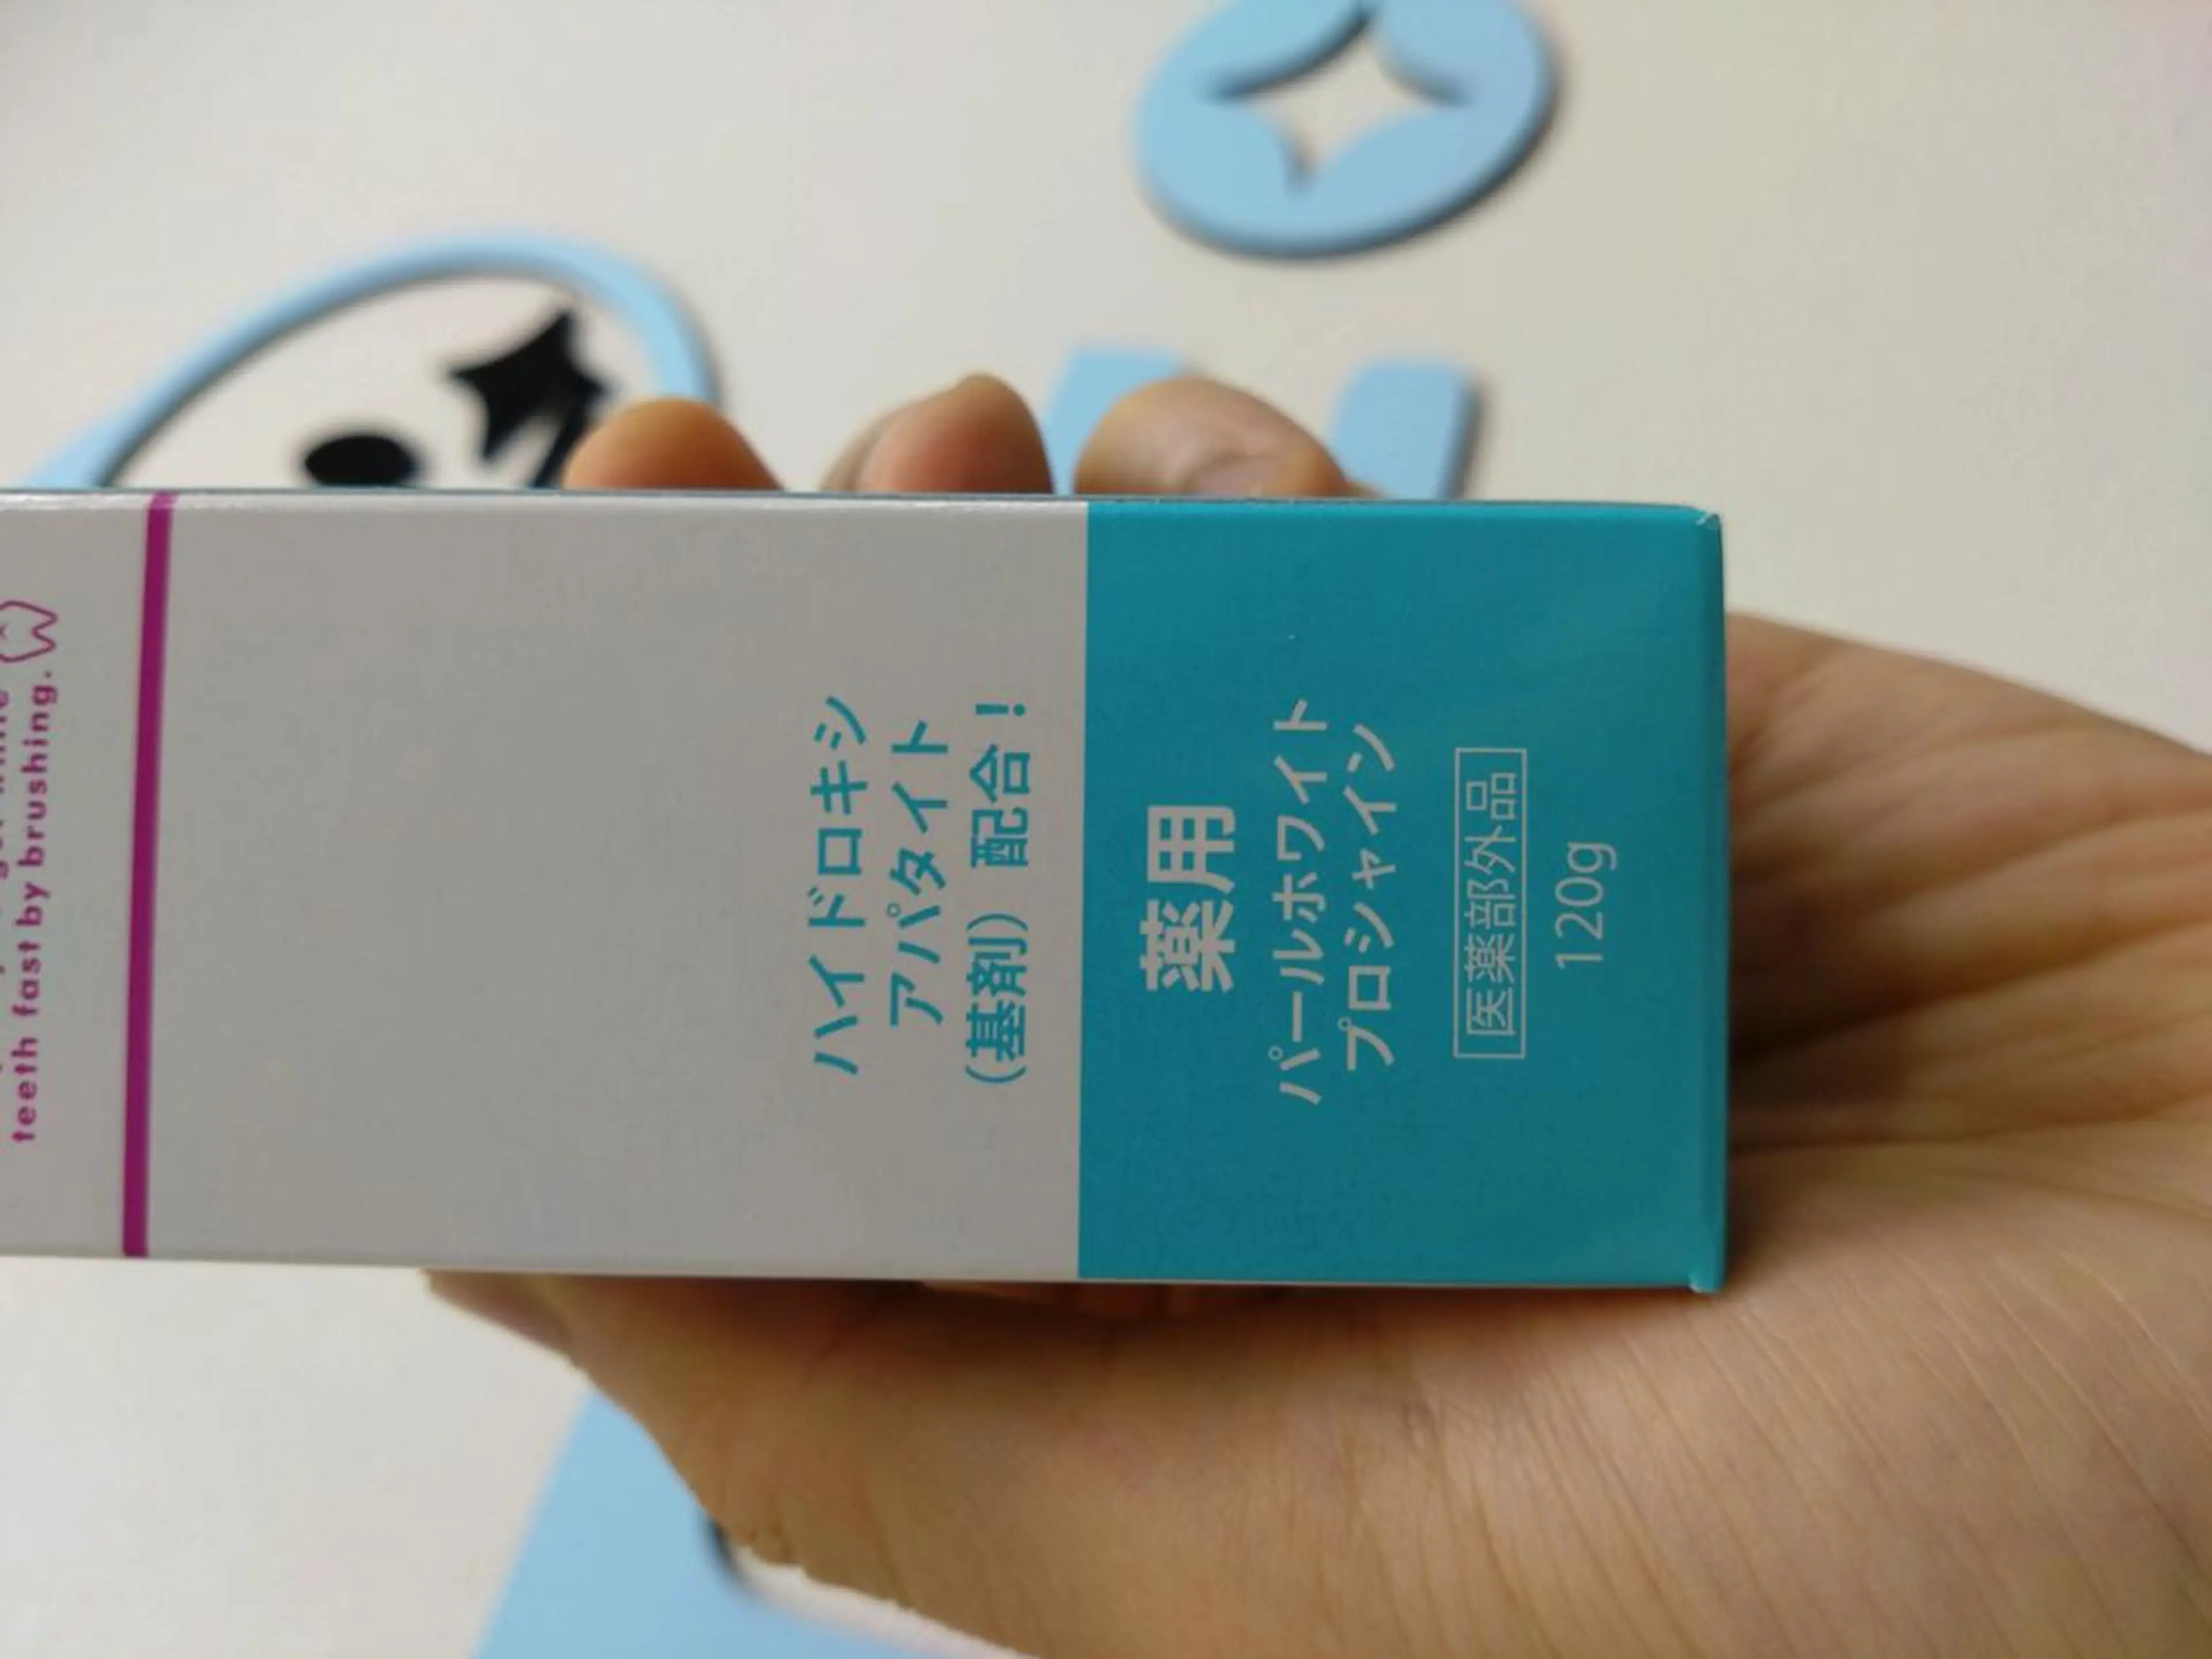 teeth fast by brushing.
ハイドロキシ
アパタイト
(基剤) 配合!
薬用
パールホワイト
プロシャイン
医薬部外品
120g